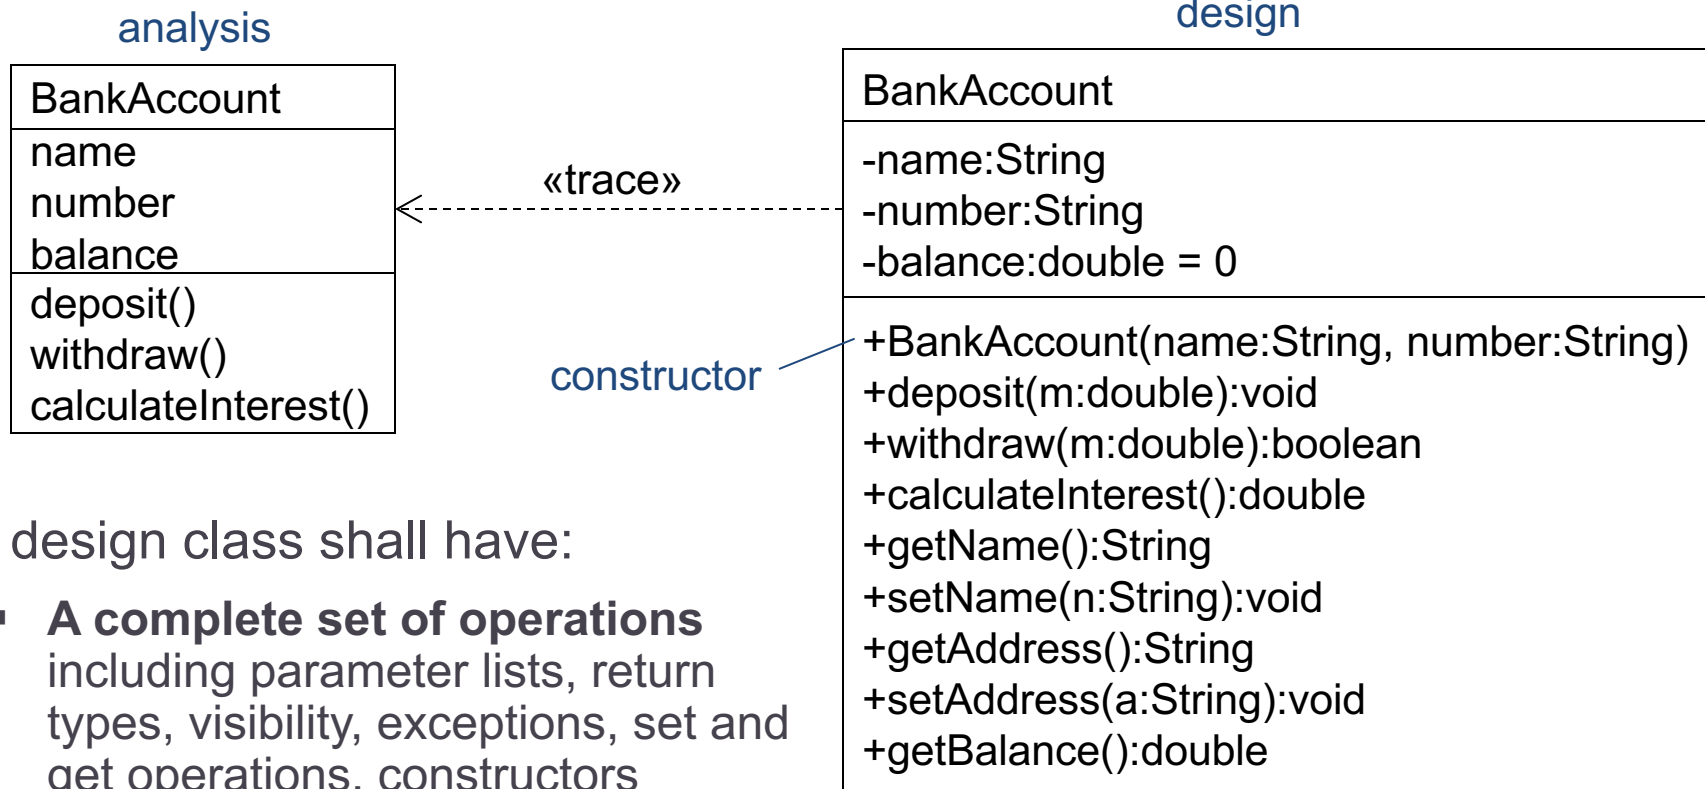 analysis
BankAccount
name
number
balance
deposit()
withdraw()
calculateInterest()
«trace»
constructor
design
BankAccount
-name:String
-number:String
-balance:double = 0
+BankAccount(name:String, number:String)
+deposit(m:double):void
+withdraw(m:double):boolean
+calculateInterest():double
+getName():String
+setName(n:String):void
+getAddress():String
+setAddress(a:String):void
+getBalance():double
design class shall have:
▪ A complete set of operations
including parameter lists, return
types, visibility, exceptions, set and
get operations, constructors